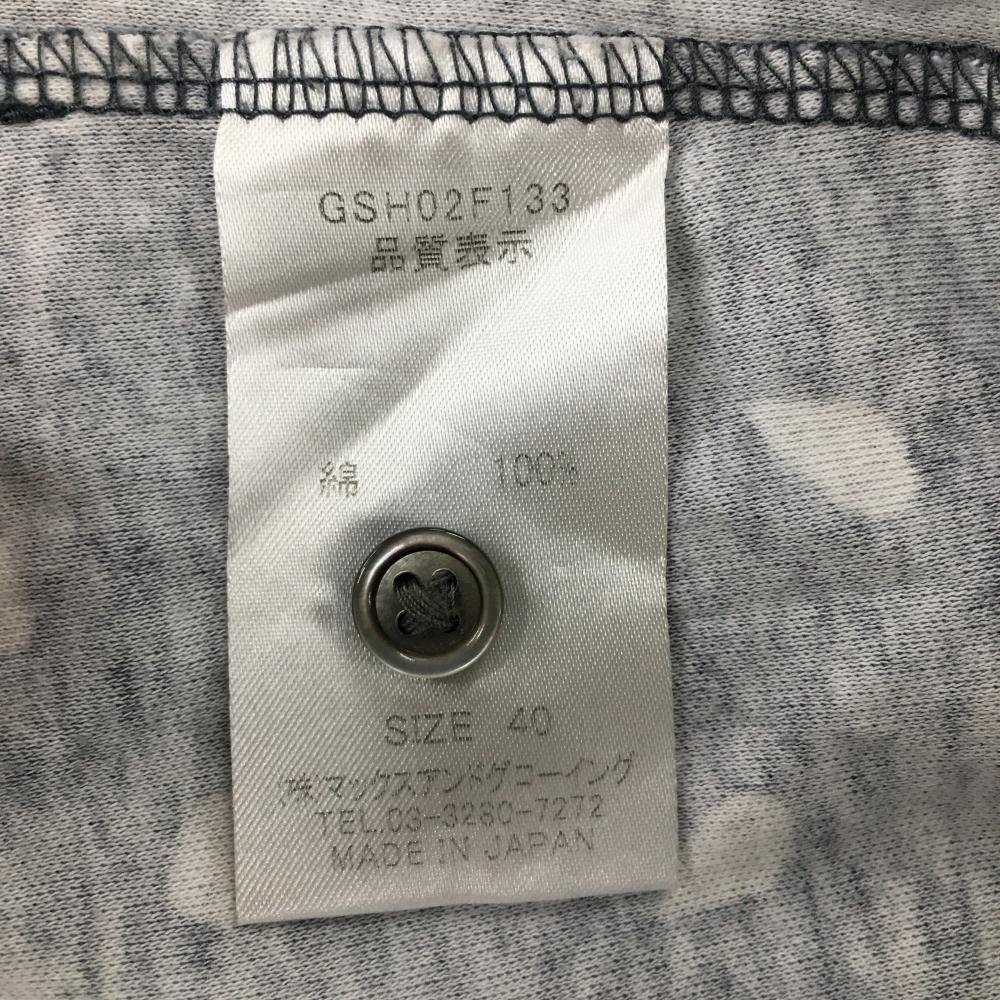 GSH02F133
品質表示
綿 100%
SIZE 40
(株)マックスアンドグローイング
TEL.03-3280-7272
MADE IN JAPAN